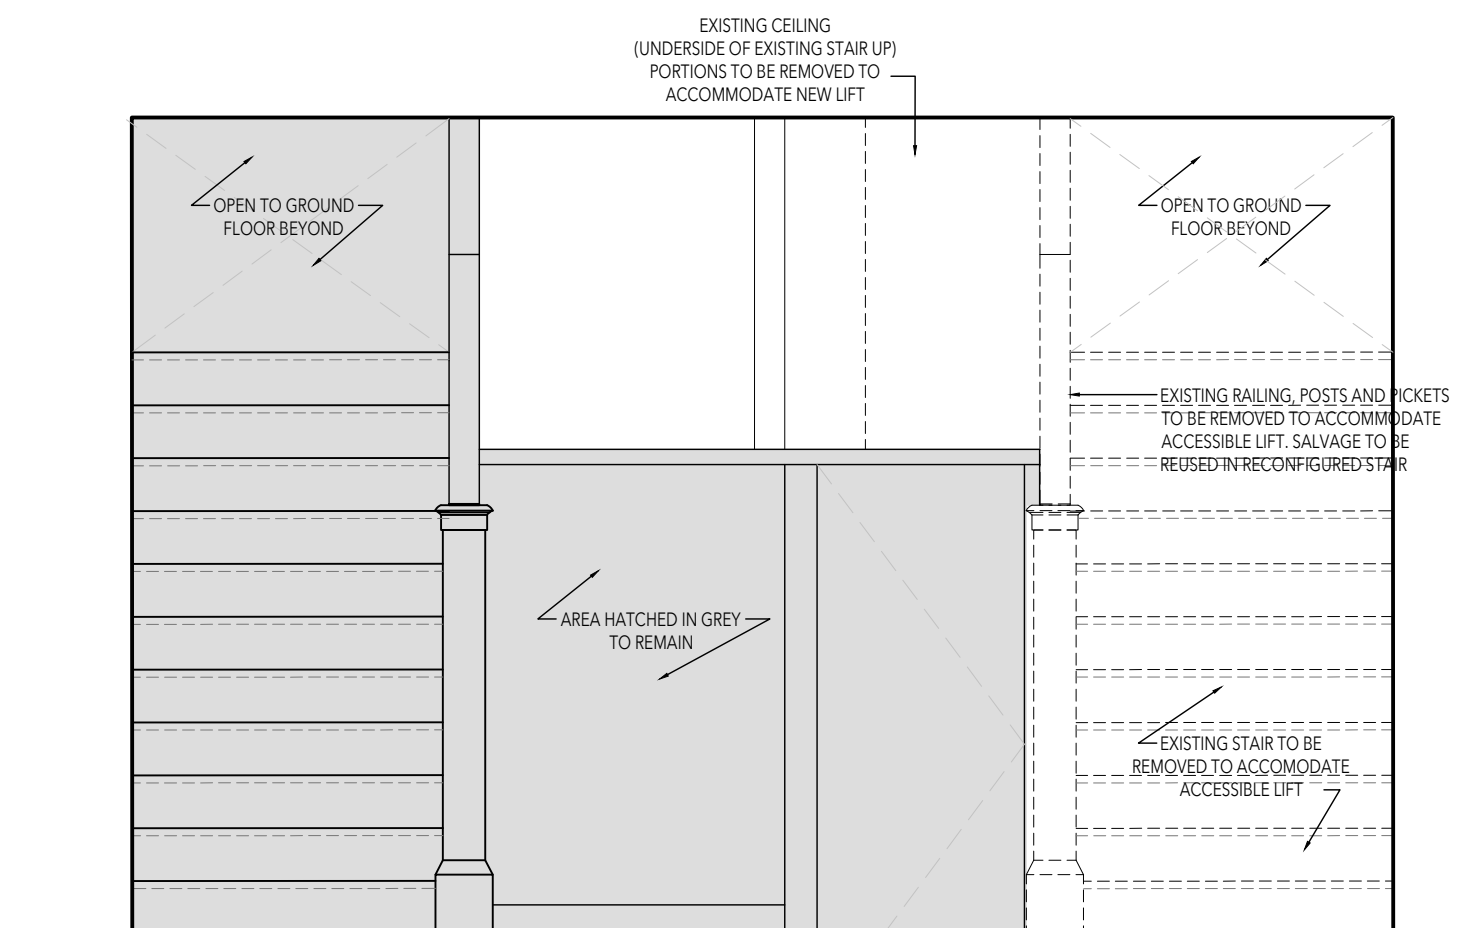 EXISTING CEILING
(UNDERSIDE OF EXISTING STAIR UP)
PORTIONS TO BE REMOVED TO
ACCOMMODATE NEW LIFT
OPEN TO GROUND
FLOOR BEYOND
OPEN TO GROUND
FLOOR BEYOND
EXISTING RAILING, POSTS AND PICKETS
TO BE REMOVED TO ACCOMMODATE
ACCESSIBLE LIFT. SALVAGE TO BE
REUSED IN RECONFIGURED STAIR
AREA HATCHED IN GREY
TO REMAIN
EXISTING STAIR TO BE
REMOVED TO ACCOMODATE
ACCESSIBLE LIFT